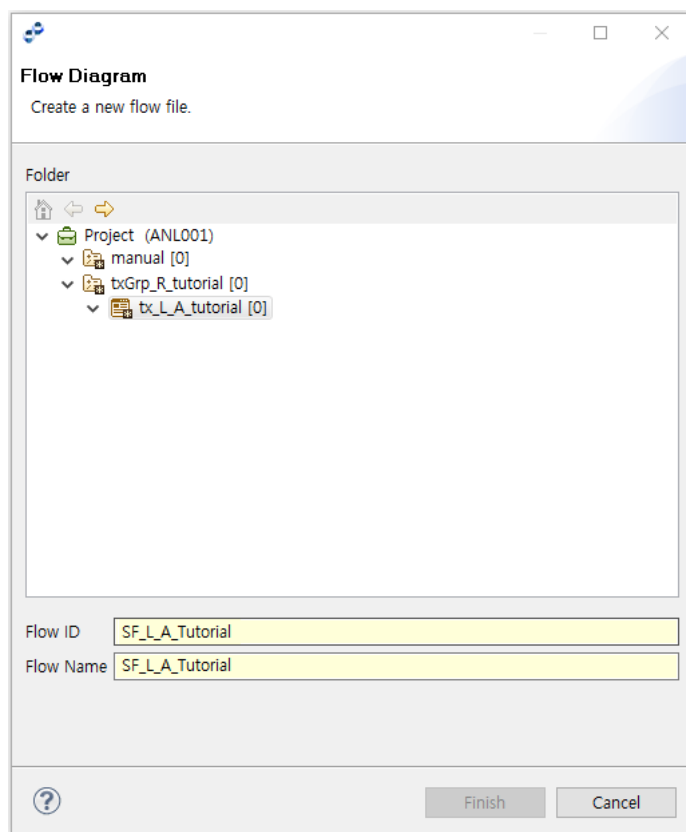 Flow Diagram
Create a new flow file.
Folder
Project (ANL001)
manual [0]
txGrp_R_tutorial [0]
tx_L_A_tutorial [0]
Flow ID SF_L_A_Tutorial
Flow Name SF_L_A_Tutorial
? Finish Cancel